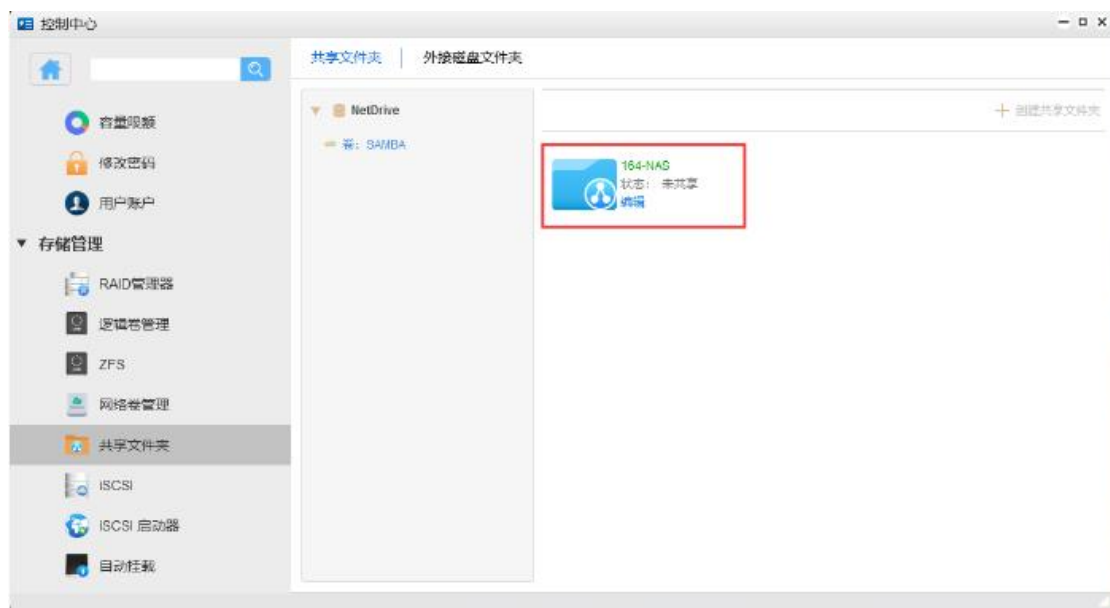 控制中心
共享文件夹
外接磁盘文件夹
容量限额
修改密码
用户账户
存储管理
RAID管理器
逻辑卷管理
ZFS
网络卷管理
共享文件夹
iSCSI
iSCSI 启动器
自动挂载
NetDrive
卷: SAMBA
创建共享文件夹
164-NAS
状态: 未共享
编辑